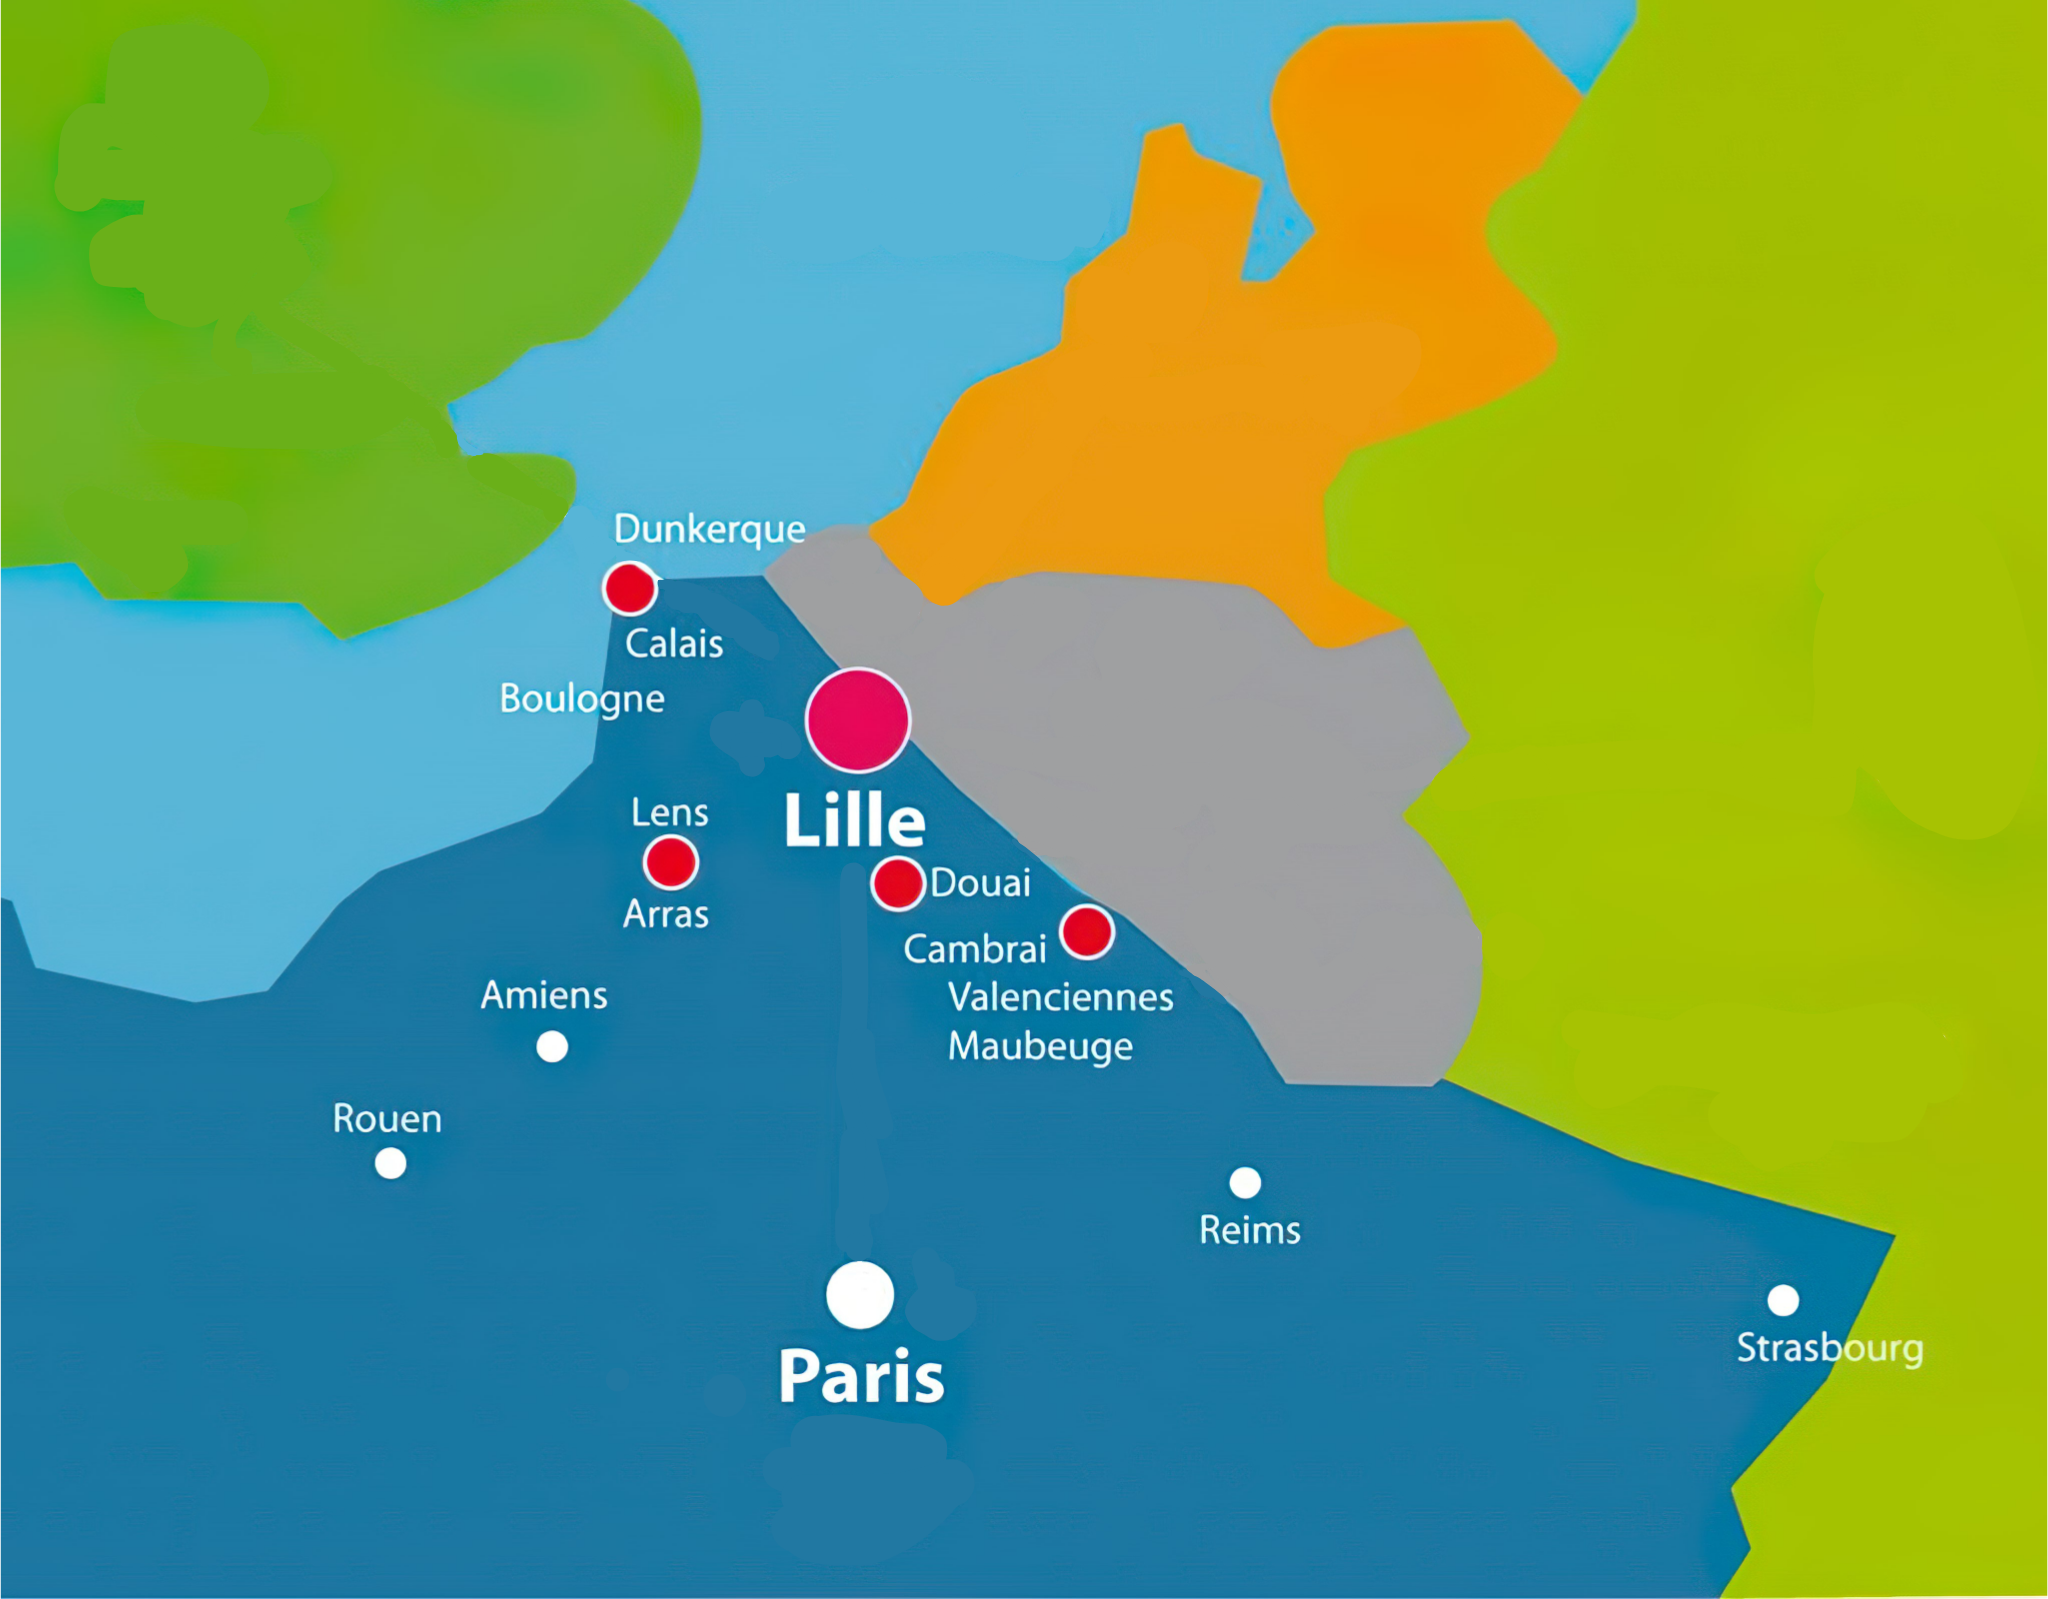 Dunkerque
Calais
Boulogne
Lens
Lille
Arras
Douai
Cambrai
Valenciennes
Maubeuge
Amiens
Rouen
Reims
Paris
Strasbourg